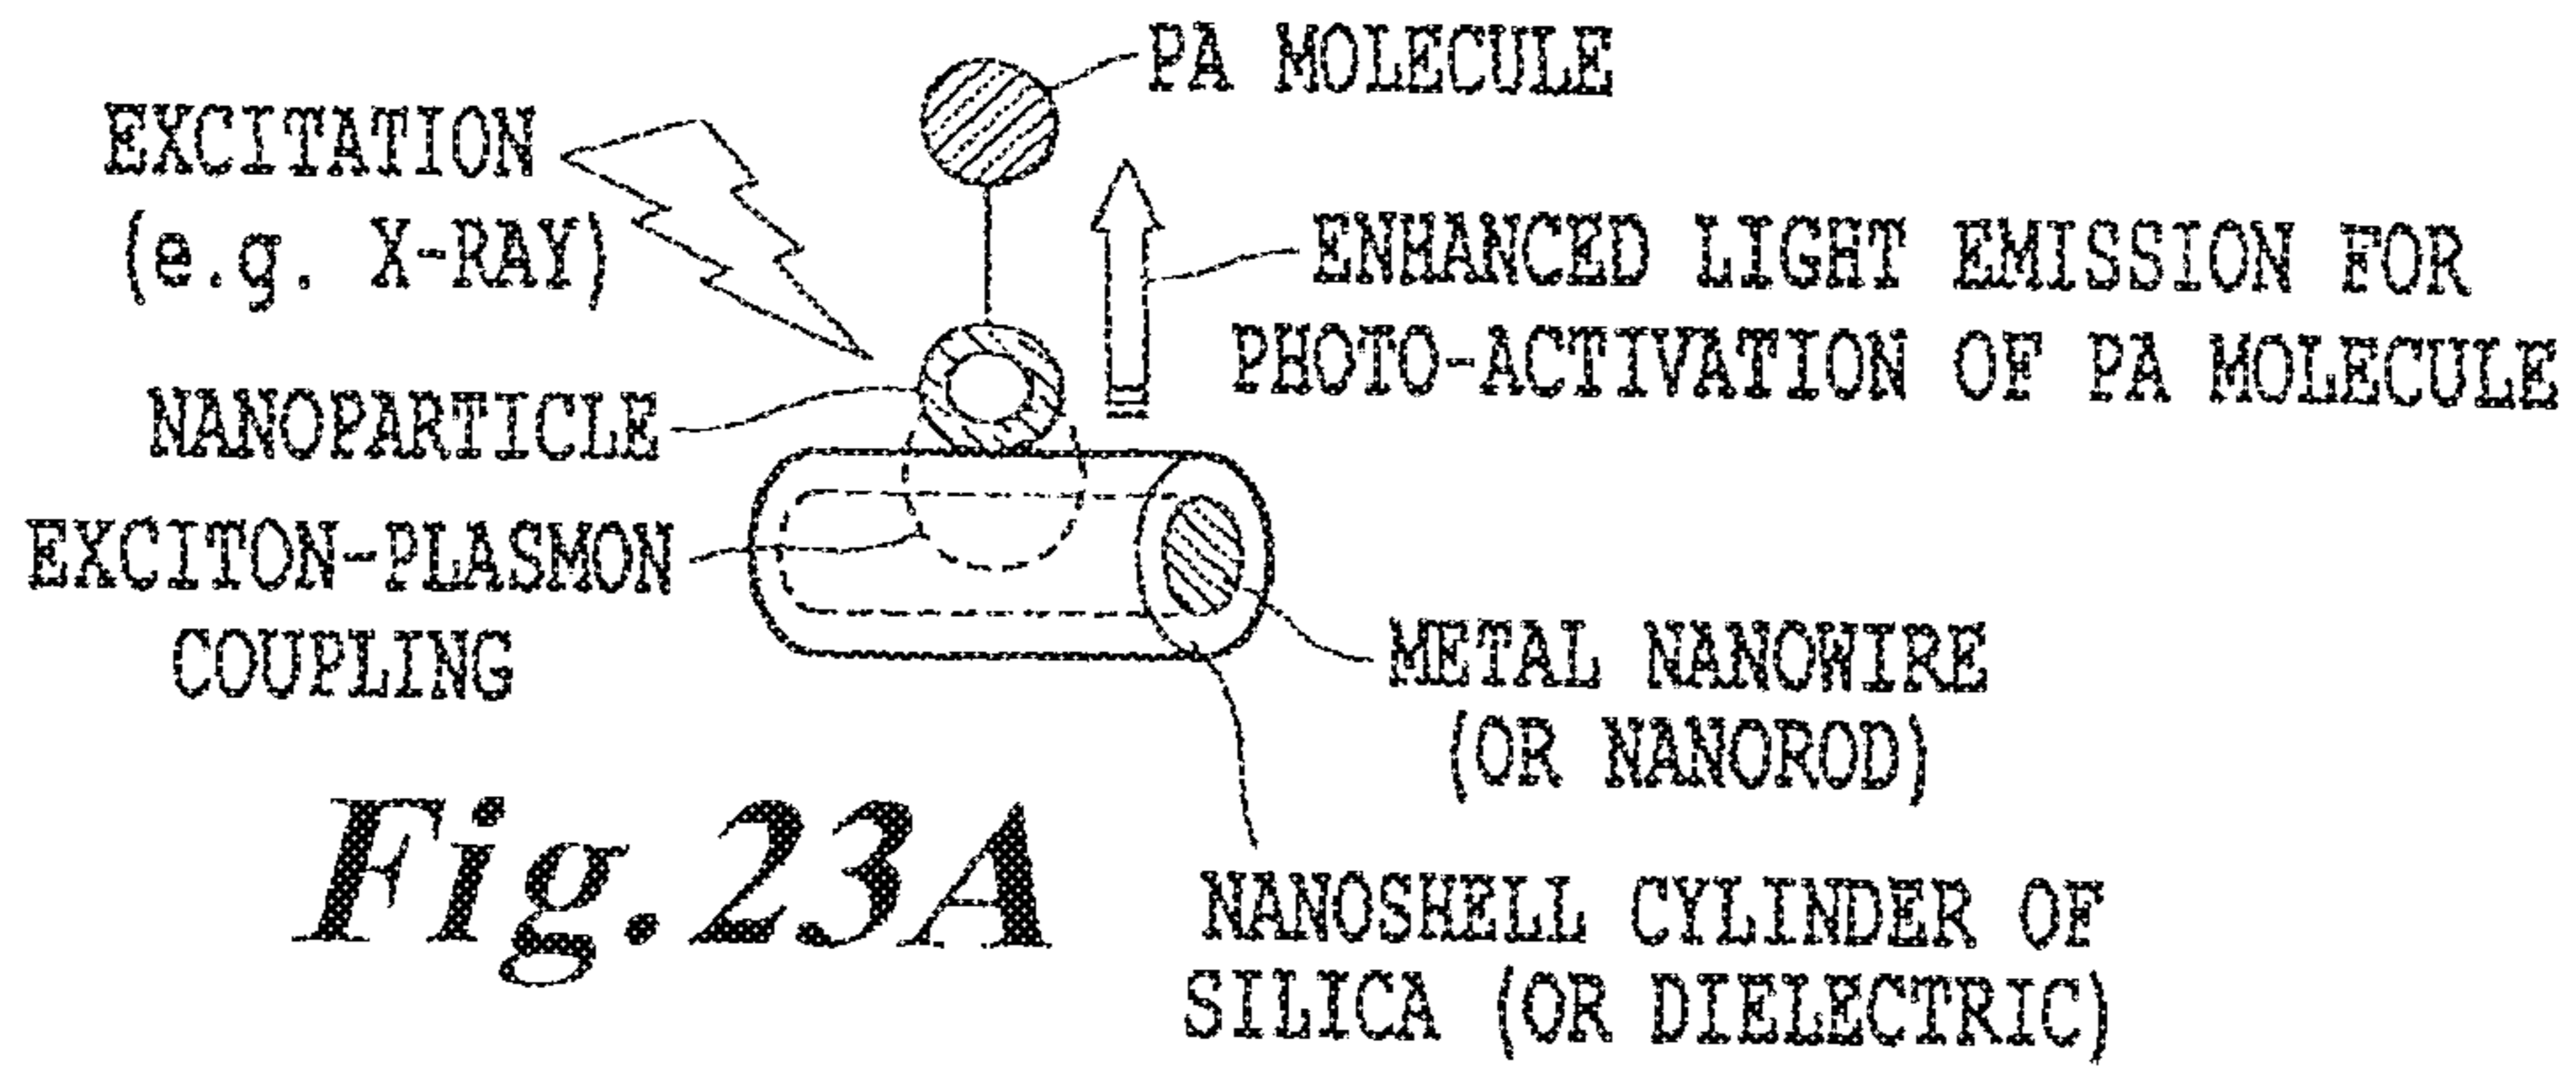 PA MOLECULE
EXCITATION
(e.g. X-RAY)
ENHANCED LIGHT EMISSION FOR
PHOTO-ACTIVATION OF PA MOLECULE
NANOPARTICLE
EXCITON-PLASMON
COUPLING
METAL NANOWIRE
(OR NANOROD)
NANOSHELL CYLINDER OF
SILICA (OR DIELECTRIC)
Fig.23A